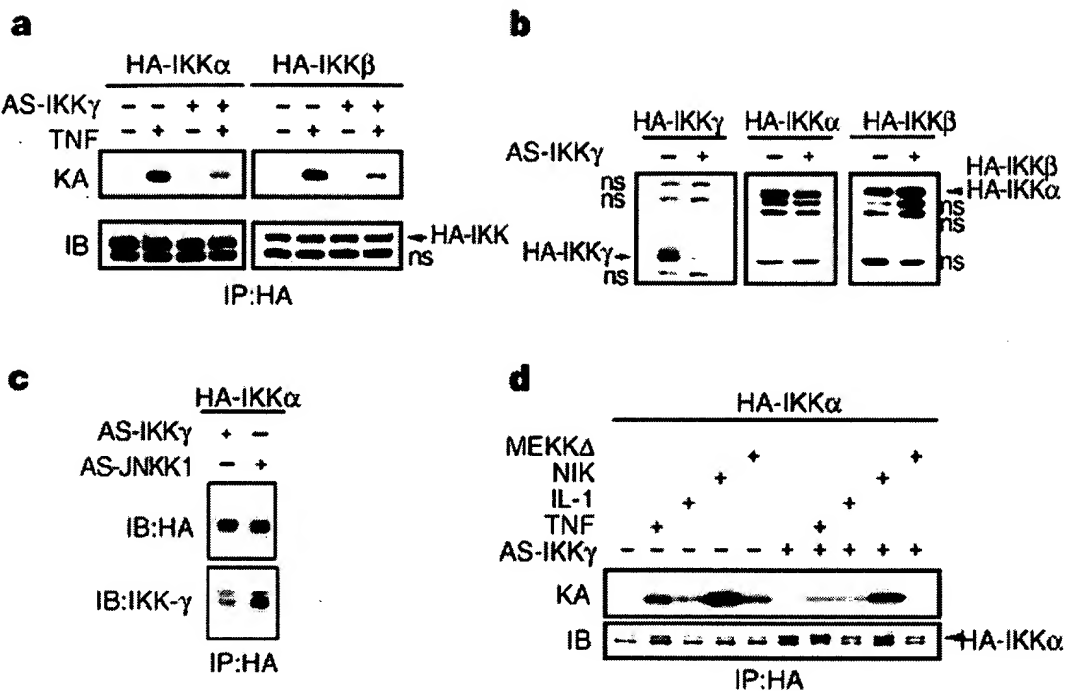 a
HA-IKKα HA-IKKβ
AS-IKKγ - - + + - - + +
TNF - + - + - + - +
KA
IB
HA-IKK
ns
IP:HA
b
HA-IKKγ HA-IKKα HA-IKKβ
AS-IKKγ - + - + - +
ns
ns
HA-IKKγ
ns
HA-IKKβ
HA-IKKα
ns
ns
ns
c
HA-IKKα
AS-IKKγ + -
AS-JNKK1 - +
IB:HA
IB:IKK-γ
IP:HA
d
HA-IKKα
MEKKΔ + +
NIK + +
IL-1 + +
TNF + +
AS-IKKγ - - - - - + + + + +
KA
IB
HA-IKKα
IP:HA